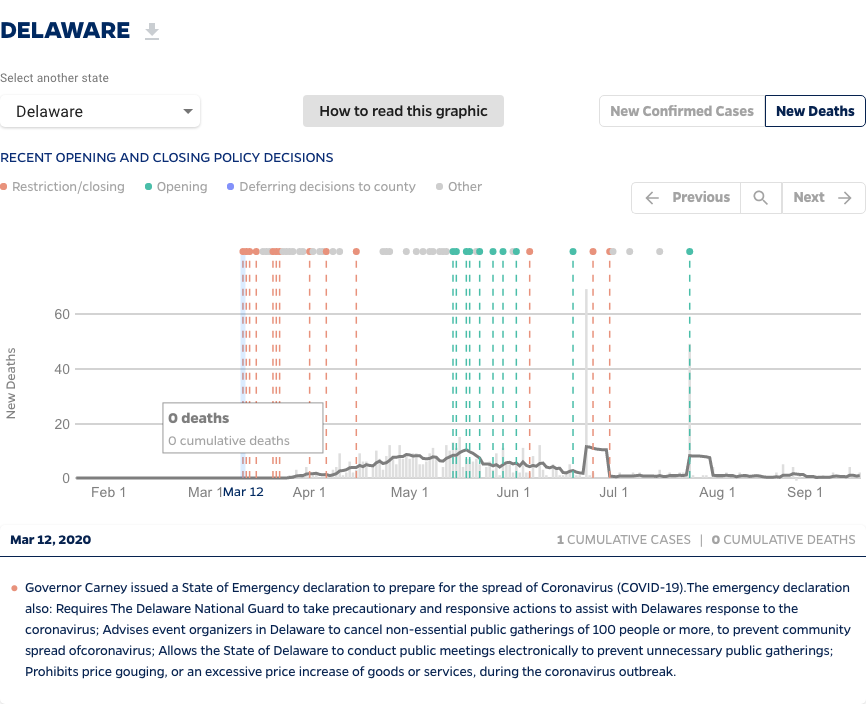 DELAWARE
Select another state
Delaware
How to read this graphic
New Confirmed Cases
New Deaths
RECENT OPENING AND CLOSING POLICY DECISIONS
Restriction/closing
Opening
Deferring decisions to county
Other
Previous
Next
New Deaths
60
40
20
0
0 deaths
0 cumulative deaths
Feb 1
Mar 1
Mar 12
Apr 1
May 1
Jun 1
Jul 1
Aug 1
Sep 1
Mar 12, 2020
1 CUMULATIVE CASES | 0 CUMULATIVE DEATHS
Governor Carney issued a State of Emergency declaration to prepare for the spread of Coronavirus (COVID-19).The emergency declaration
also: Requires The Delaware National Guard to take precautionary and responsive actions to assist with Delawares response to the
coronavirus; Advises event organizers in Delaware to cancel non-essential public gatherings of 100 people or more, to prevent community
spread ofcoronavirus; Allows the State of Delaware to conduct public meetings electronically to prevent unnecessary public gatherings;
Prohibits price gouging, or an excessive price increase of goods or services, during the coronavirus outbreak.